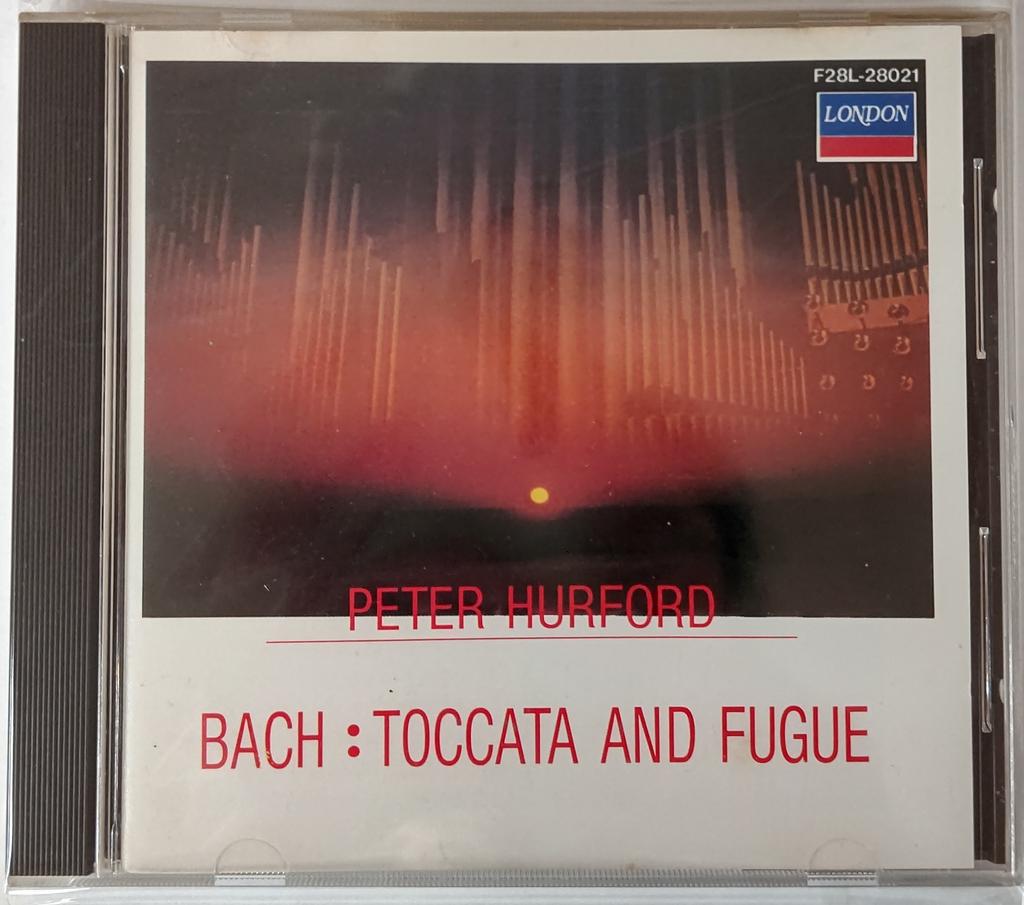 F28L-28021
LONDON
PETER HURFORD
BACH : TOCCATA AND FUGUE